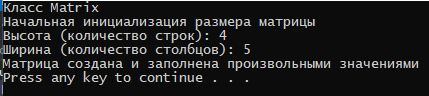 Класс Matrix
Начальная инициализация размера матрицы
Высота (количество строк): 4
Ширина (количество столбцов): 5
Матрица создана и заполнена произвольными значениями
Press any key to continue . . .